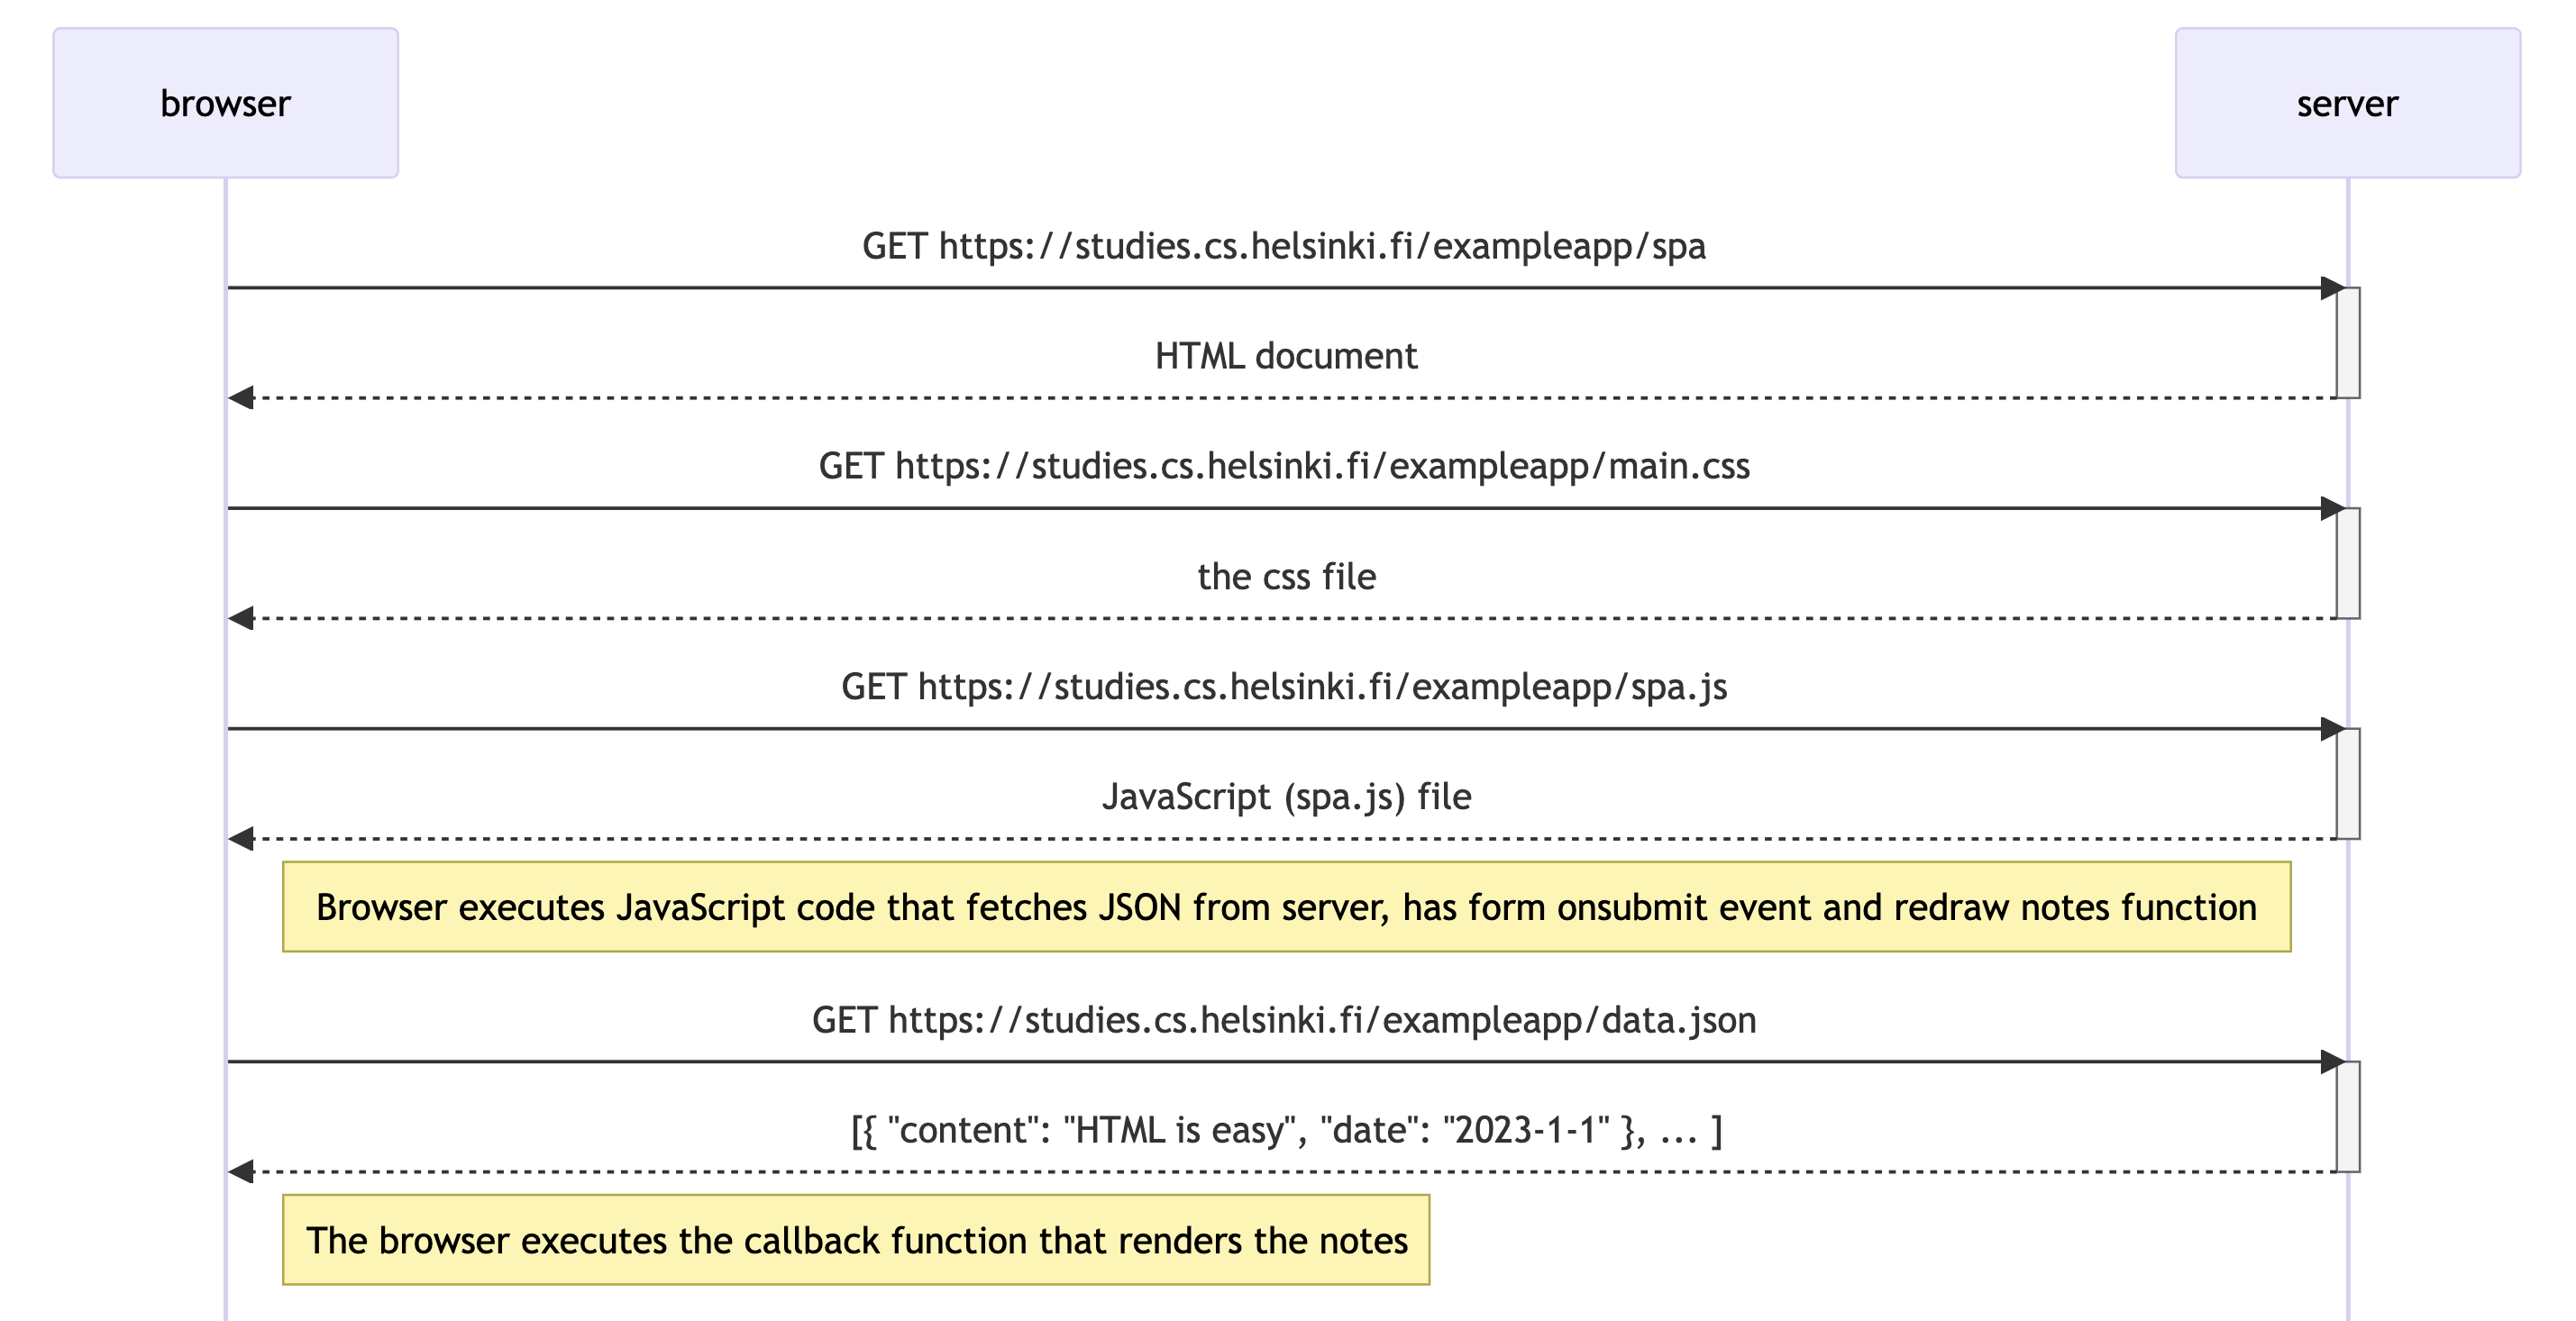 browser
server
GET https://studies.cs.helsinki.fi/exampleapp/spa
HTML document
GET https://studies.cs.helsinki.fi/exampleapp/main.css
the css file
GET https://studies.cs.helsinki.fi/exampleapp/spa.js
JavaScript (spa.js) file
Browser executes JavaScript code that fetches JSON from server, has form onsubmit event and redraw notes function
GET https://studies.cs.helsinki.fi/exampleapp/data.json
[{ "content": "HTML is easy", "date": "2023-1-1" }, ... ]
The browser executes the callback function that renders the notes